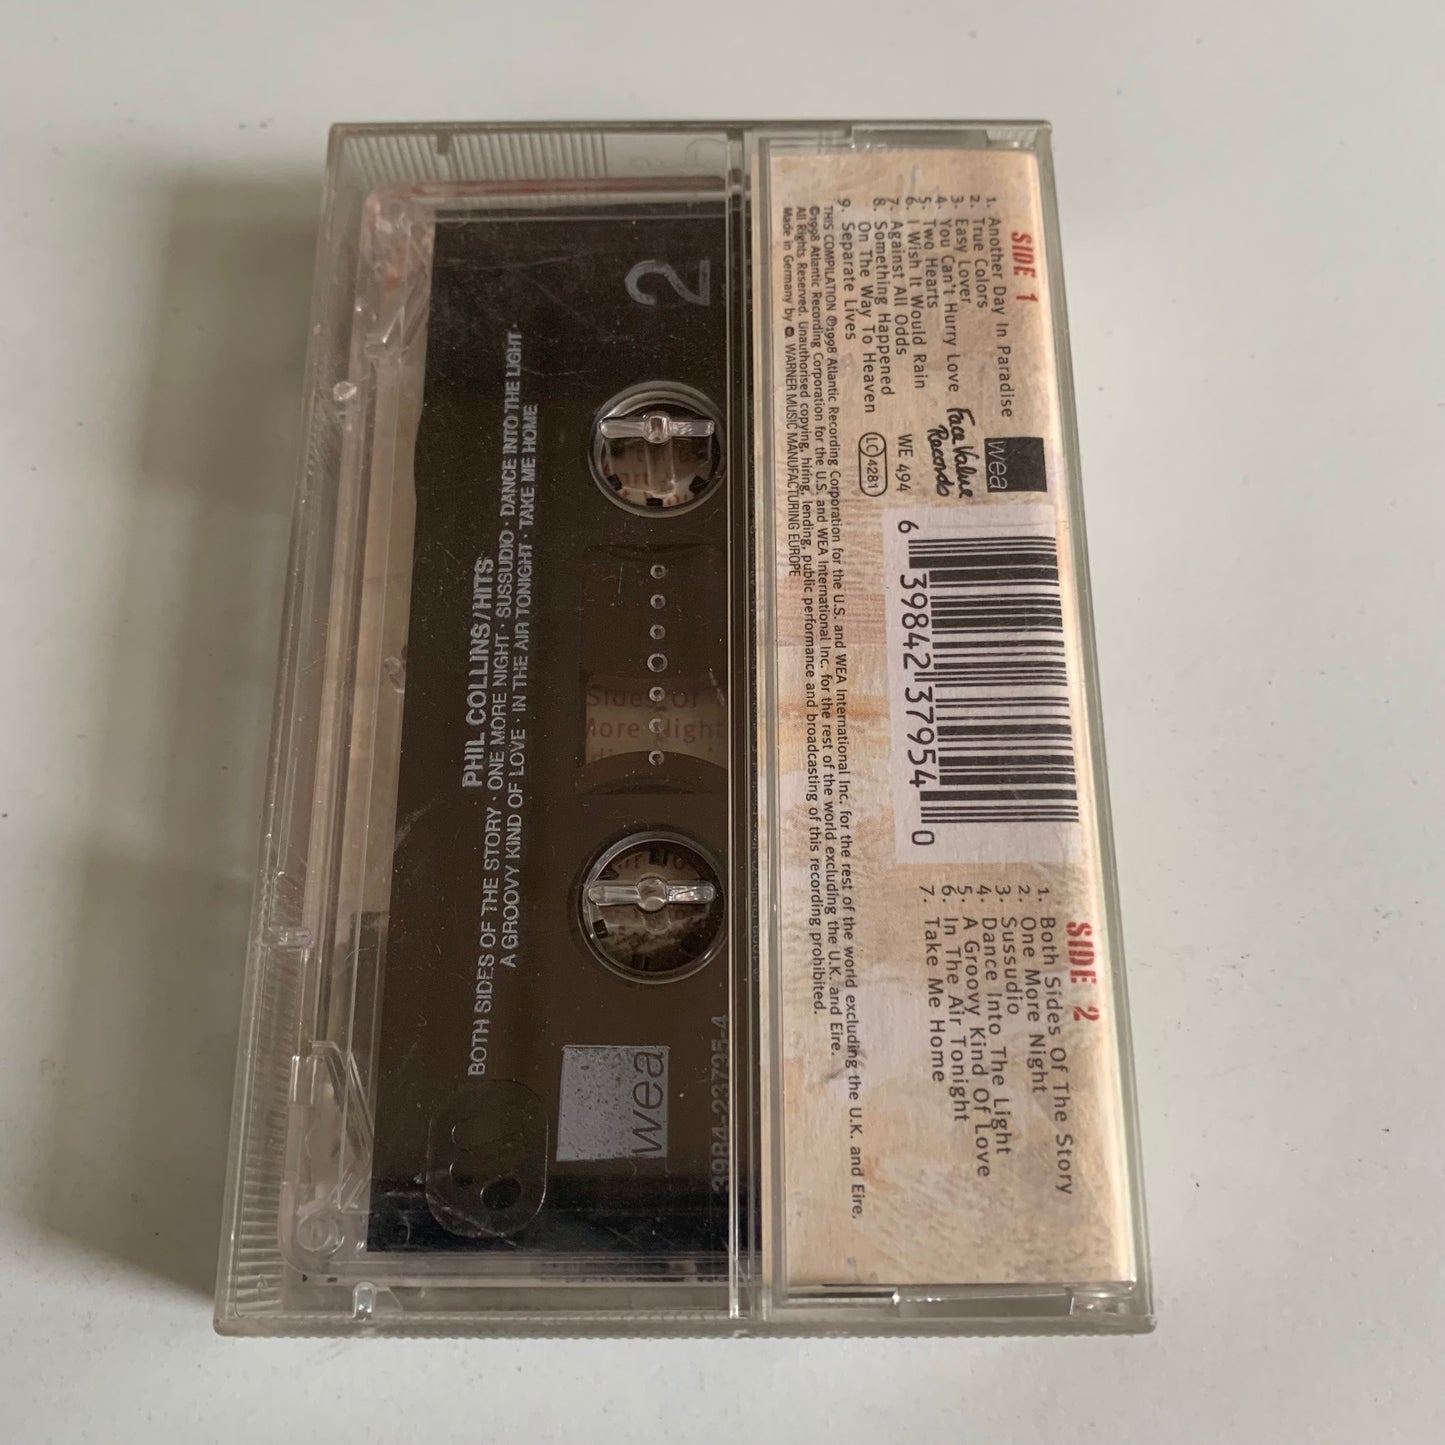 SIDE 1
1. Another Day In Paradise
2. True Colors
3. Easy Lover
4. You Can't Hurry Love
5. Two Hearts
6. I Wish It Would Rain
7. Against All Odds
8. Something Happened
On The Way To Heaven
9. Separate Lives
THIS COMPILATION ℗1998 Atlantic Recording Corporation for the U.S. and WEA International Inc. for the rest of the world excluding the U.K. and Eire.
©1998 Atlantic Recording Corporation for the U.S. and WEA International Inc. for the rest of the world excluding the U.K. and Eire.
All Rights Reserved. Unauthorised copying, hiring, lending, public performance and broadcasting of this recording prohibited.
Made in Germany by WARNER MUSIC MANUFACTURING EUROPE
wea
Face Value
Records
WE 494
LC 4281
6 39842 37954 0
SIDE 2
1. Both Sides Of The Story
2. One More Night
3. Sussudio
4. Dance Into The Light
5. A Groovy Kind Of Love
6. In The Air Tonight
7. Take Me Home
2
PHIL COLLINS/HITS
BOTH SIDES OF THE STORY · ONE MORE NIGHT · SUSSUDIO · DANCE INTO THE LIGHT ·
A GROOVY KIND OF LOVE · IN THE AIR TONIGHT · TAKE ME HOME
Sides Of
More Night
wea